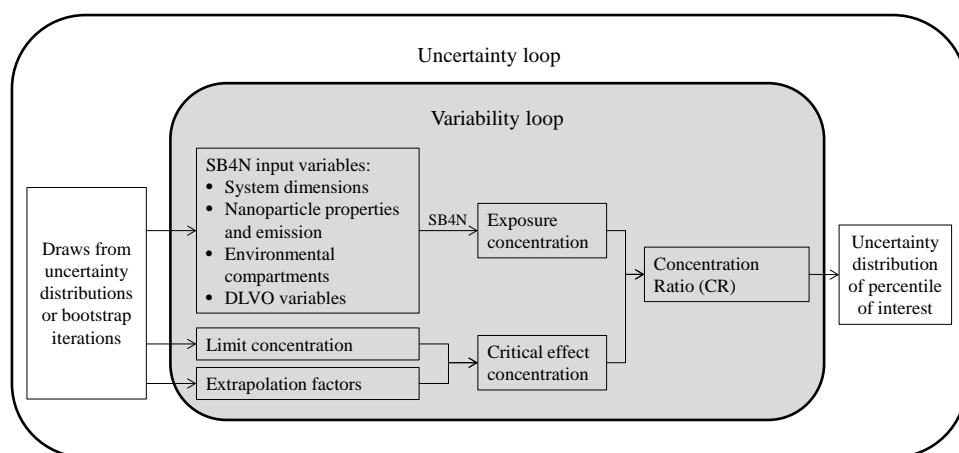 Uncertainty loop
Variability loop
Draws from
uncertainty
distributions
or bootstrap
iterations
SB4N input variables:
• System dimensions
• Nanoparticle properties
and emission
• Environmental
compartments
• DLVO variables
Limit concentration
Extrapolation factors
SB4N
Exposure
concentration
Critical effect
concentration
Concentration
Ratio (CR)
Uncertainty
distribution
of percentile
of interest